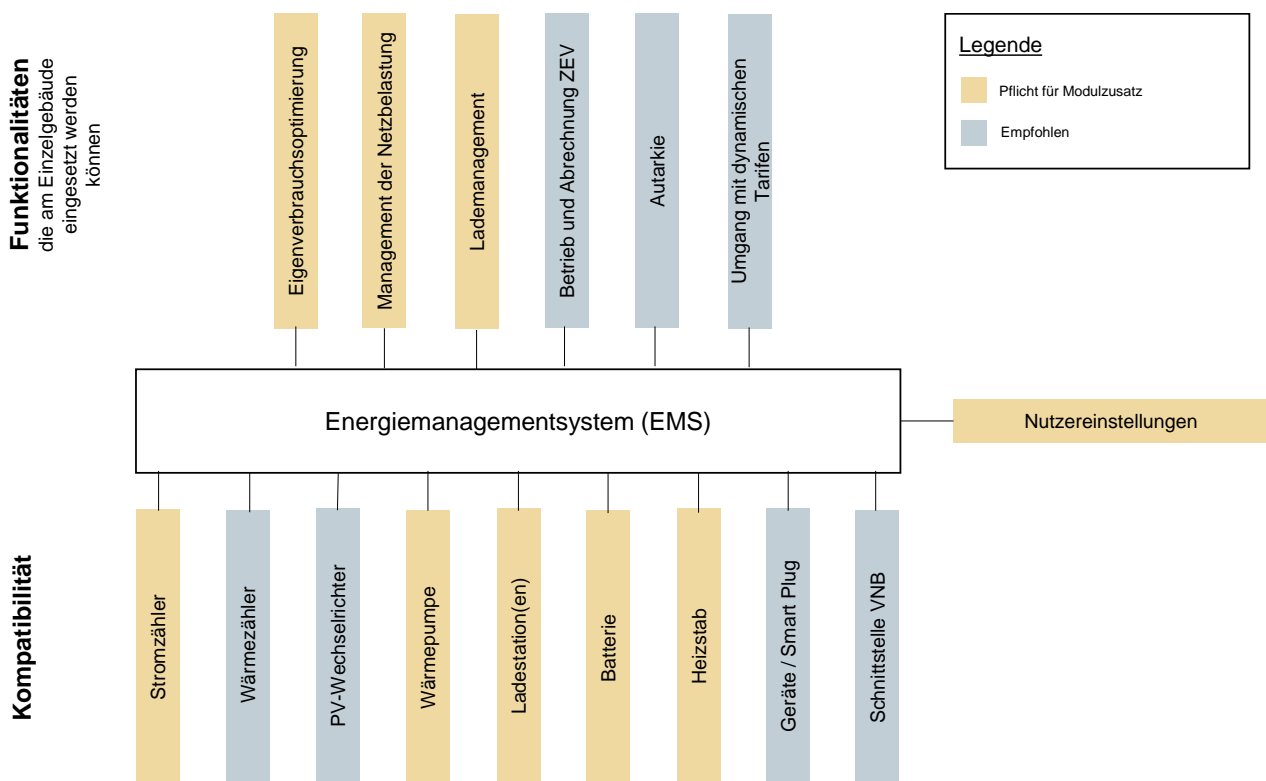 Funktionalitäten
die am Einzelgebäude
eingesetzt werden
können
Eigenverbrauchsoptimierung
Management der Netzbelastung
Lademanagement
Betrieb und Abrechnung ZEV
Autarkie
Umgang mit dynamischen
Tarifen
Legende
Pflicht für Modulzusatz
Empfohlen
Energiemanagementsystem (EMS)
Nutzereinstellungen
Kompatibilität
Stromzähler
Wärmezähler
PV-Wechselrichter
Wärmepumpe
Ladestation(en)
Batterie
Heizstab
Geräte / Smart Plug
Schnittstelle VNB